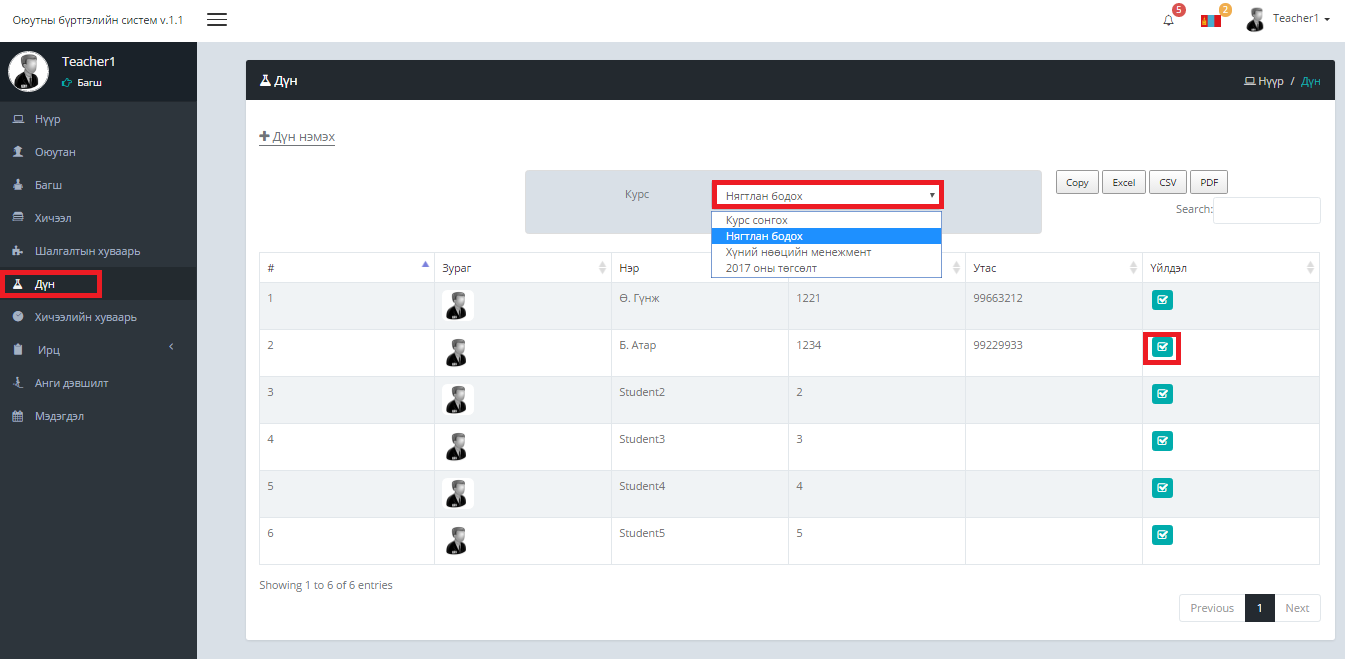 Оюутны бүртгэлийн систем v.1.1
5
2
Teacher1
Teacher1
Багш
Нүүр
Оюутан
Багш
Хичээл
Шалгалтын хуваарь
Дүн
Хичээлийн хуваарь
Ирц
Анги дэвшилт
Мэдэгдэл
Дүн
Нүүр / Дүн
Дүн нэмэх
Курс
Нягтлан бодох
Курс сонгох
Нягтлан бодох
Хүний нөөцийн менежмент
2017 оны төгсөлт
Copy Excel CSV PDF
Search:
# Зураг Нэр Утас Үйлдэл
1 Ө. Гүнж 1221 99663212
2 Б. Атар 1234 99229933
3 Student2 2
4 Student3 3
5 Student4 4
6 Student5 5
Showing 1 to 6 of 6 entries
Previous 1 Next